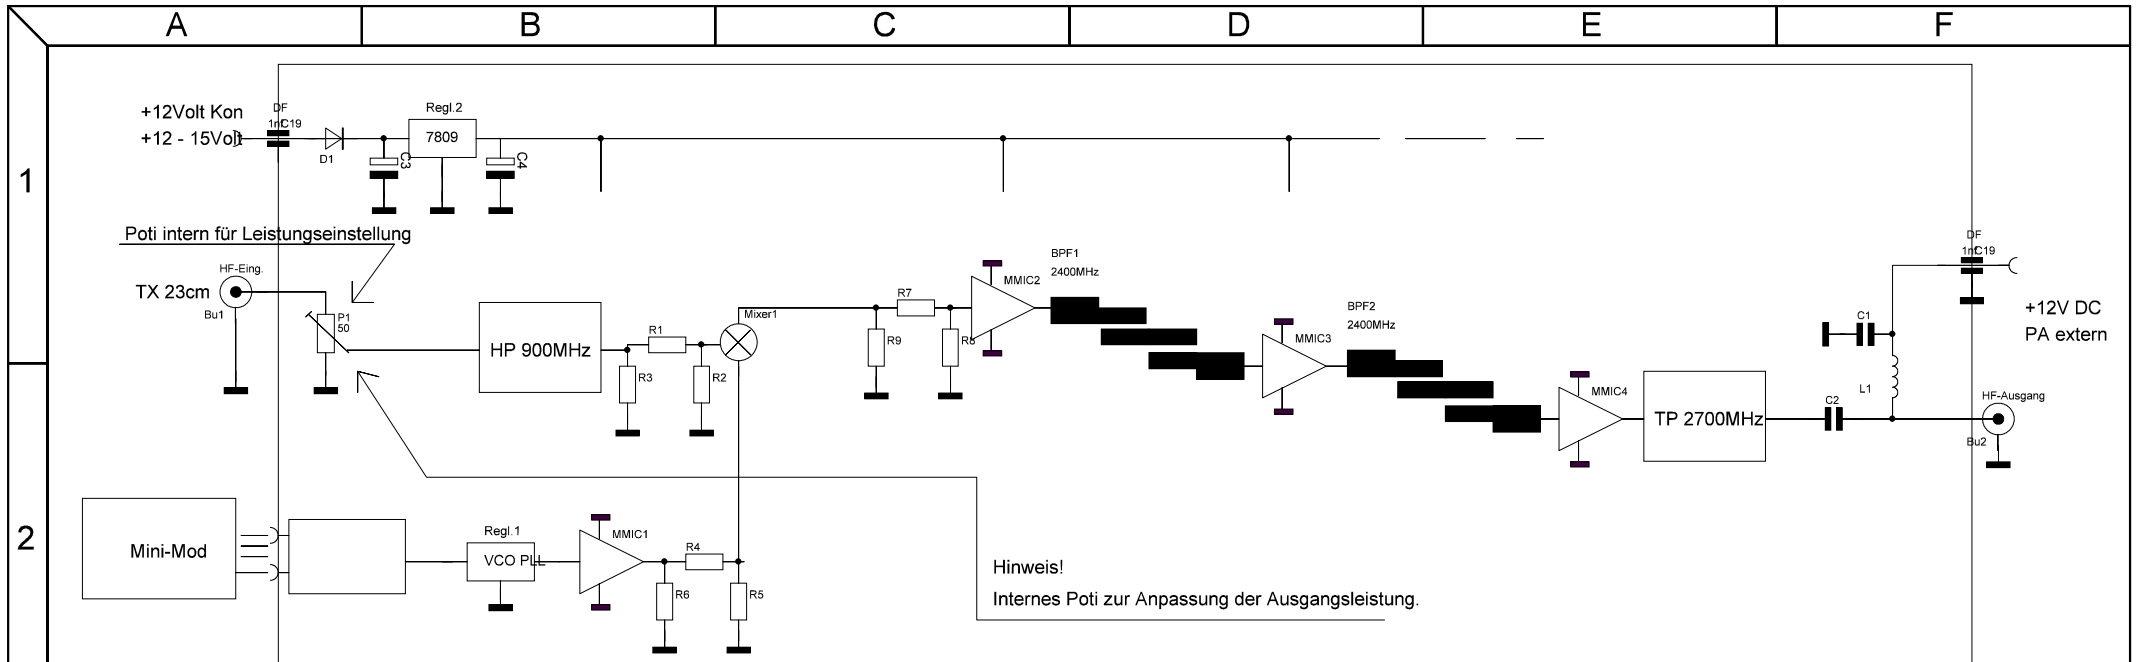 A B C D E F
1
+12Volt Kon
+12 - 15Volt
DF
1nfC19
D1
C3
Regl.2
7809
C4
Poti intern für Leistungseinstellung
HF-Eing.
TX 23cm
Bu1
P1
50
HP 900MHz
R1
R3
R2
Mixer1
R9
R7
R8
MMIC2
BPF1
2400MHz
MMIC3
BPF2
2400MHz
MMIC4
TP 2700MHz
DF
1nfC19
+12V DC
PA extern
C1
L1
C2
HF-Ausgang
Bu2
2
Mini-Mod
Regl.1
VCO PLL
MMIC1
R4
R6
R5
Hinweis!
Internes Poti zur Anpassung der Ausgangsleistung.